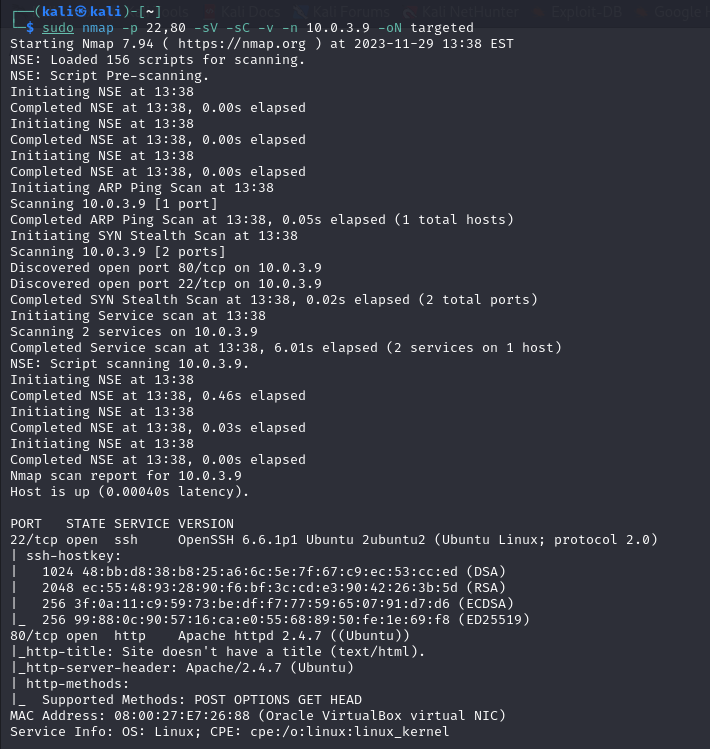 Tools Kali Docs Kali Forums Kali NetHunter Exploit-DB Google
┌──(kali㉿kali)-[~]
└─$ sudo nmap -p 22,80 -sV -sC -v -n 10.0.3.9 -oN targeted
Starting Nmap 7.94 ( https://nmap.org ) at 2023-11-29 13:38 EST
NSE: Loaded 156 scripts for scanning.
NSE: Script Pre-scanning.
Initiating NSE at 13:38
Completed NSE at 13:38, 0.00s elapsed
Initiating NSE at 13:38
Completed NSE at 13:38, 0.00s elapsed
Initiating NSE at 13:38
Completed NSE at 13:38, 0.00s elapsed
Initiating ARP Ping Scan at 13:38
Scanning 10.0.3.9 [1 port]
Completed ARP Ping Scan at 13:38, 0.05s elapsed (1 total hosts)
Initiating SYN Stealth Scan at 13:38
Scanning 10.0.3.9 [2 ports]
Discovered open port 80/tcp on 10.0.3.9
Discovered open port 22/tcp on 10.0.3.9
Completed SYN Stealth Scan at 13:38, 0.02s elapsed (2 total ports)
Initiating Service scan at 13:38
Scanning 2 services on 10.0.3.9
Completed Service scan at 13:38, 6.01s elapsed (2 services on 1 host)
NSE: Script scanning 10.0.3.9.
Initiating NSE at 13:38
Completed NSE at 13:38, 0.46s elapsed
Initiating NSE at 13:38
Completed NSE at 13:38, 0.03s elapsed
Initiating NSE at 13:38
Completed NSE at 13:38, 0.00s elapsed
Nmap scan report for 10.0.3.9
Host is up (0.00040s latency).

PORT   STATE SERVICE VERSION
22/tcp open  ssh     OpenSSH 6.6.1p1 Ubuntu 2ubuntu2 (Ubuntu Linux; protocol 2.0)
| ssh-hostkey:
|   1024 48:bb:d8:38:b8:25:a6:6c:5e:7f:67:c9:ec:53:cc:ed (DSA)
|   2048 ec:55:48:93:28:90:f6:bf:3c:cd:e3:90:42:26:3b:5d (RSA)
|   256 3f:0a:11:c9:59:73:be:df:f7:77:59:65:07:91:d7:d6 (ECDSA)
|_  256 99:88:0c:90:57:16:ca:e0:55:68:89:50:fe:1e:69:f8 (ED25519)
80/tcp open  http    Apache httpd 2.4.7 ((Ubuntu))
|_http-title: Site doesn't have a title (text/html).
|_http-server-header: Apache/2.4.7 (Ubuntu)
| http-methods:
|_  Supported Methods: POST OPTIONS GET HEAD
MAC Address: 08:00:27:E7:26:88 (Oracle VirtualBox virtual NIC)
Service Info: OS: Linux; CPE: cpe:/o:linux:linux_kernel